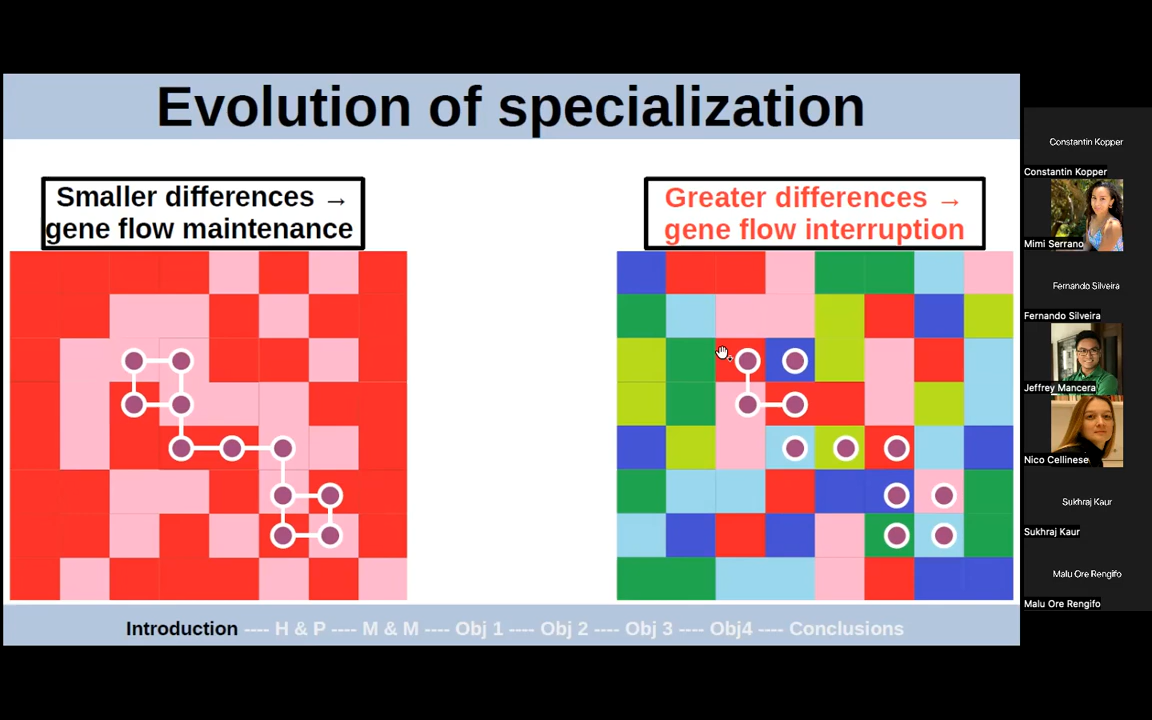 Evolution of specialization
Smaller differences →
gene flow maintenance
Greater differences →
gene flow interruption
Introduction ---- H & P ---- M & M ---- Obj 1 ---- Obj 2 ---- Obj 3 ---- Obj4 ---- Conclusions
Constantin Kopper
Constantin Kopper
Mimi Serrano
Fernando Silveira
Fernando Silveira
Jeffrey Mancera
Nico Cellinese
Sukhraj Kaur
Sukhraj Kaur
Malu Ore Rengifo
Malu Ore Rengifo